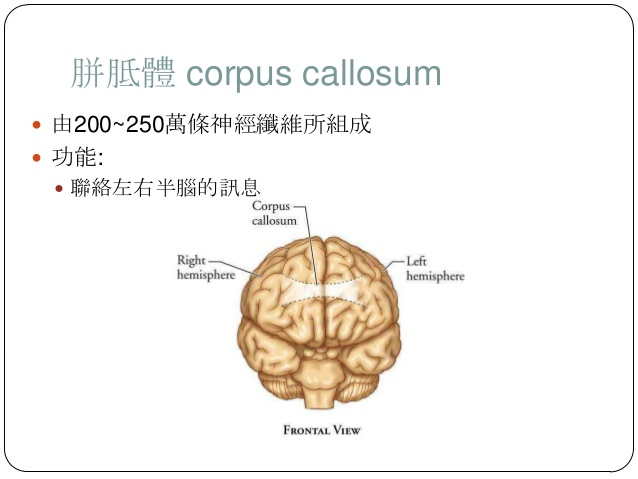 胼胝體 corpus callosum
由200~250萬條神經纖維所組成
功能:
聯絡左右半腦的訊息
Corpus
callosum
Right
hemisphere
Left
hemisphere
FRONTAL VIEW